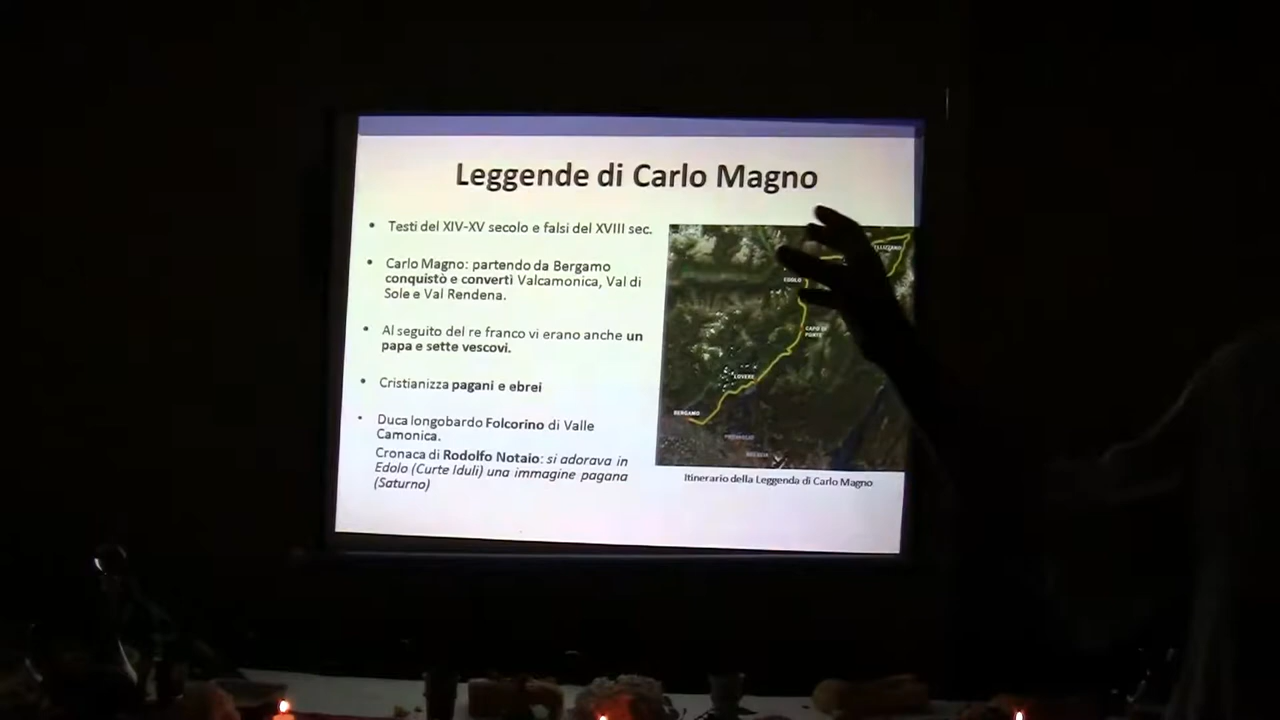 Leggende di Carlo Magno
• Testi del XIV-XV secolo e falsi del XVIII sec.
• Carlo Magno: partendo da Bergamo
conquistò e convertì Valcamonica, Val di
Sole e Val Rendena.
• Al seguito del re franco vi erano anche un
papa e sette vescovi.
• Cristianizza pagani e ebrei
• Duca longobardo Folcorino di Valle
Camonica.
Cronaca di Rodolfo Notaio: si adorava in
Edolo (Curte Iduli) una immagine pagana
(Saturno)
EDOLO
CAPO DI
PONTE
LOVERE
BERGAMO
BRESCIA
Itinerario della Leggenda di Carlo Magno